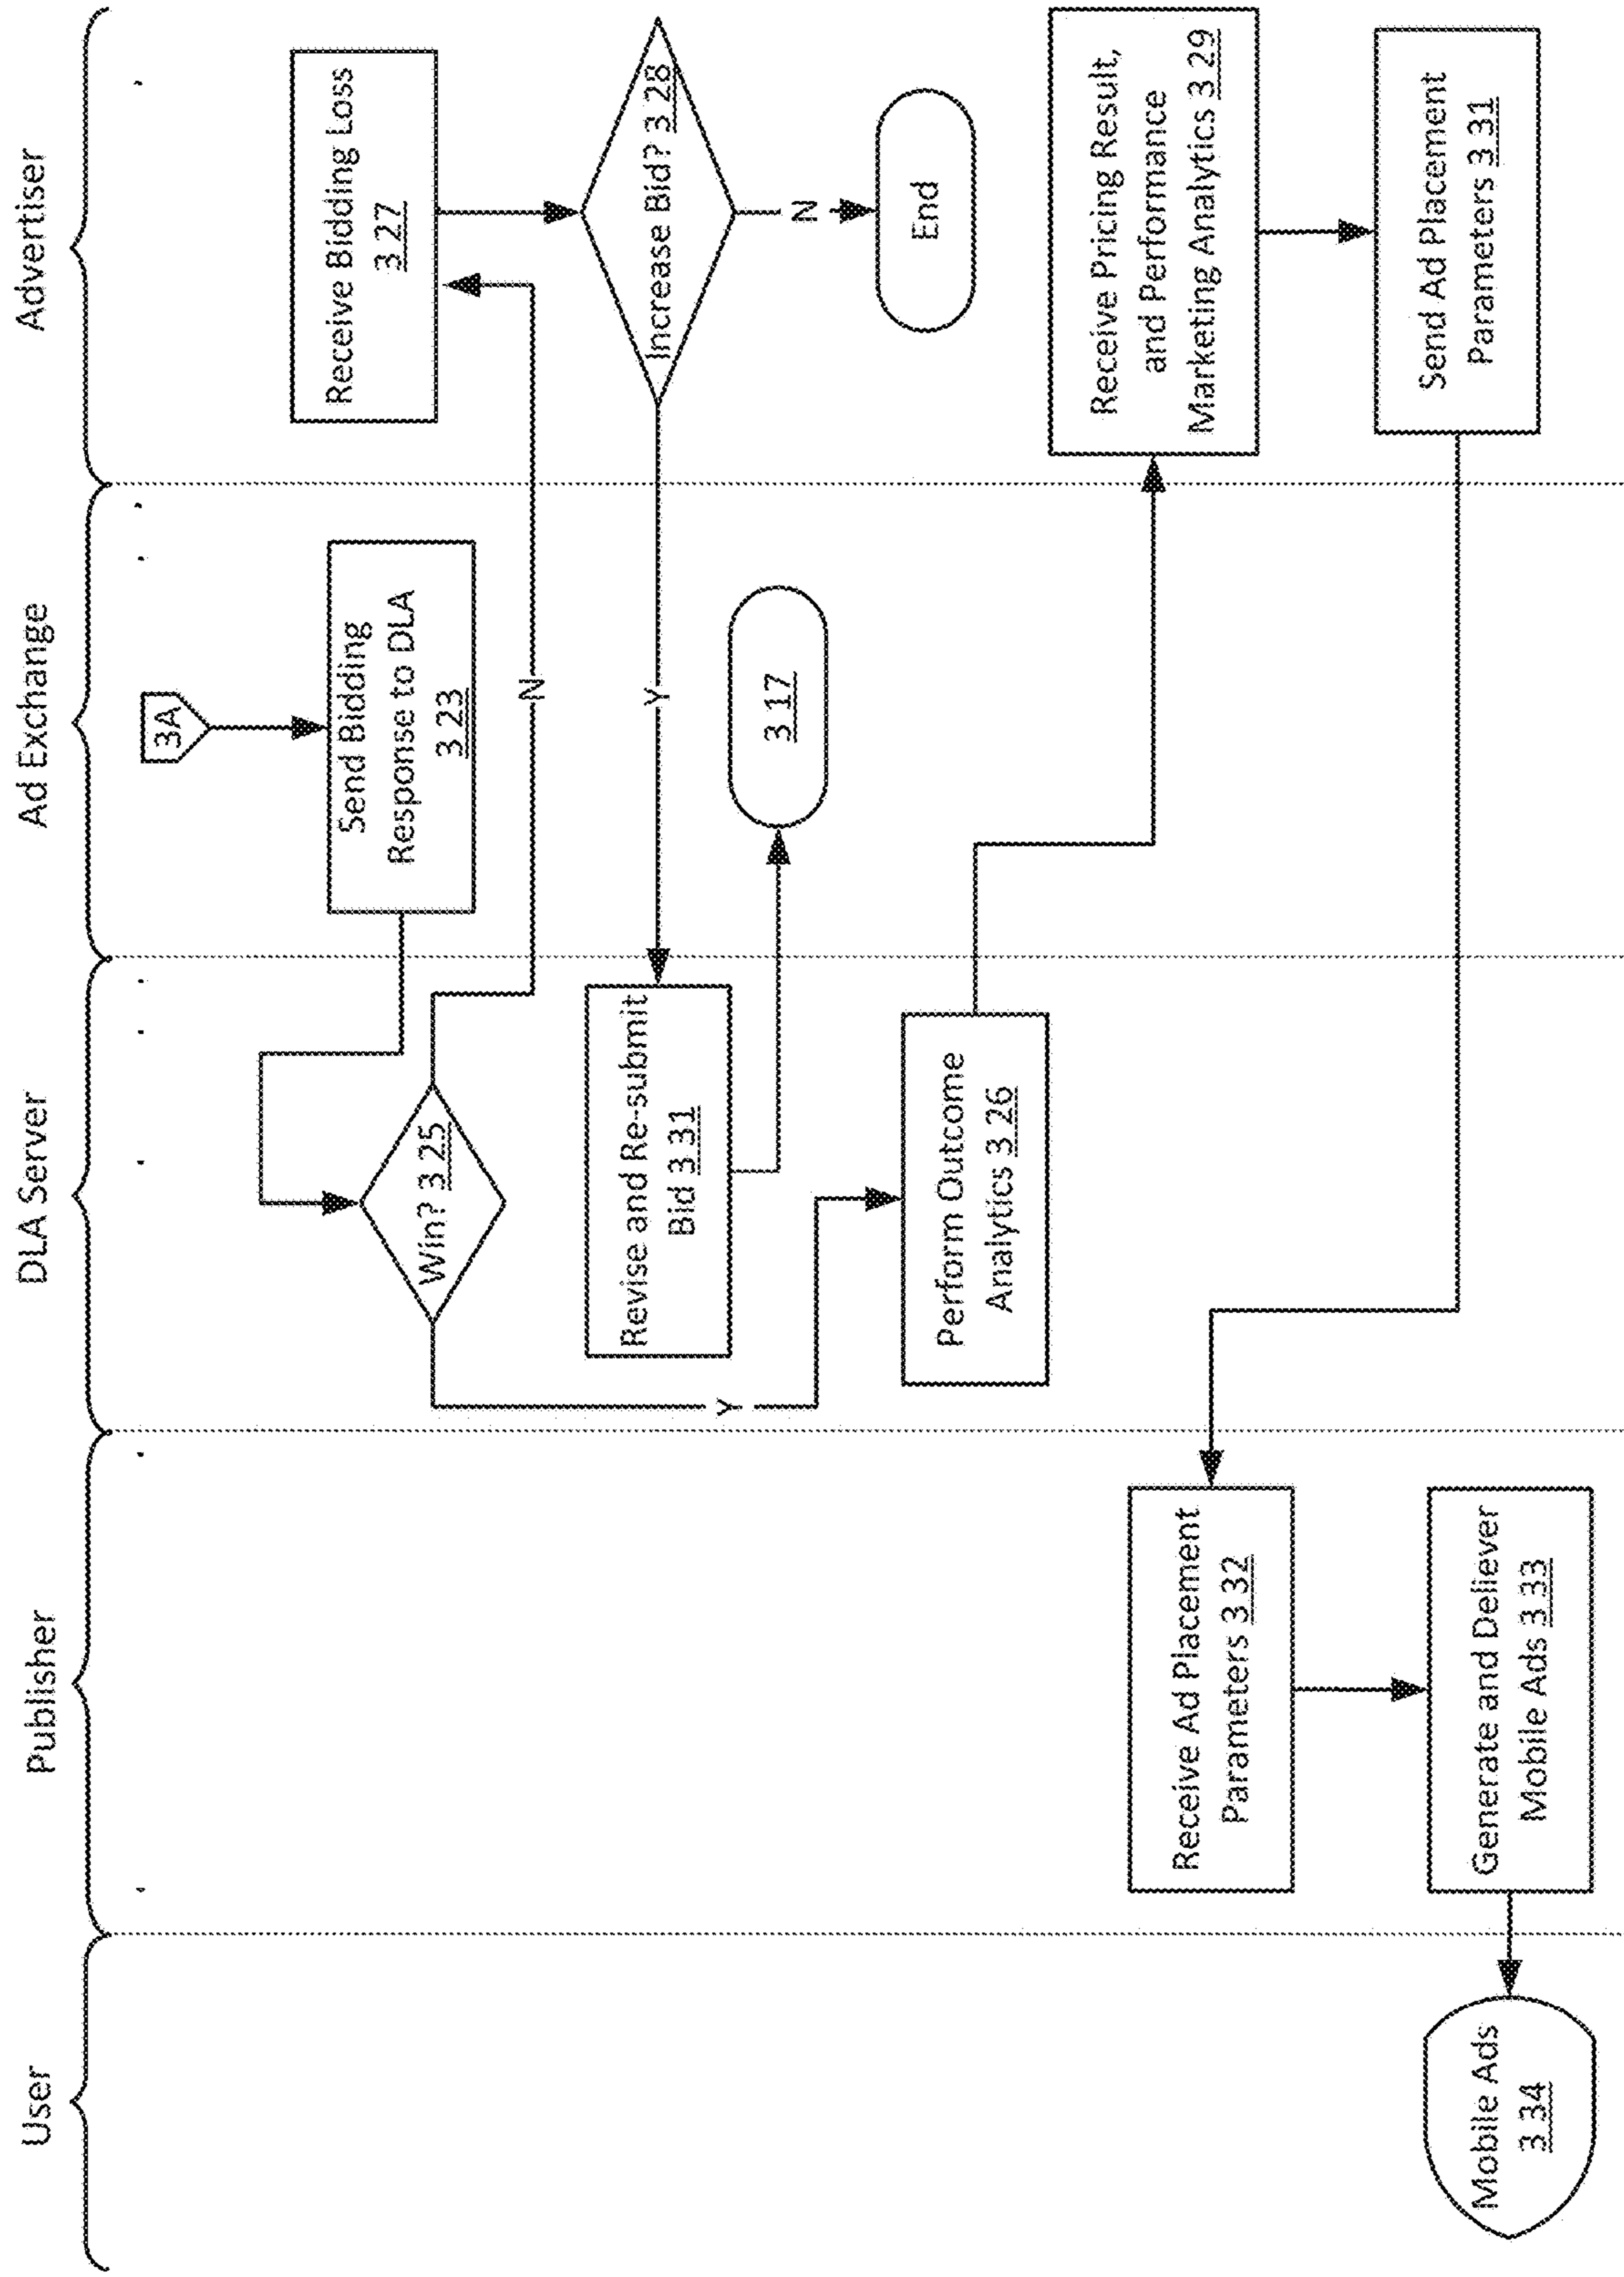 User
Publisher
DLA Server
Ad Exchange
Advertiser
3A
Send Bidding
Response to DLA
3 23
Receive Bidding Loss
3 27
Win? 3 25
N
Increase Bid? 3 28
Y
N
Revise and Re-submit
Bid 3 31
3 17
End
Y
Perform Outcome
Analytics 3 26
Receive Pricing Result,
and Performance
Marketing Analytics 3 29
Send Ad Placement
Parameters 3 31
Receive Ad Placement
Parameters 3 32
Generate and Deliever
Mobile Ads 3 33
Mobile Ads
3 34